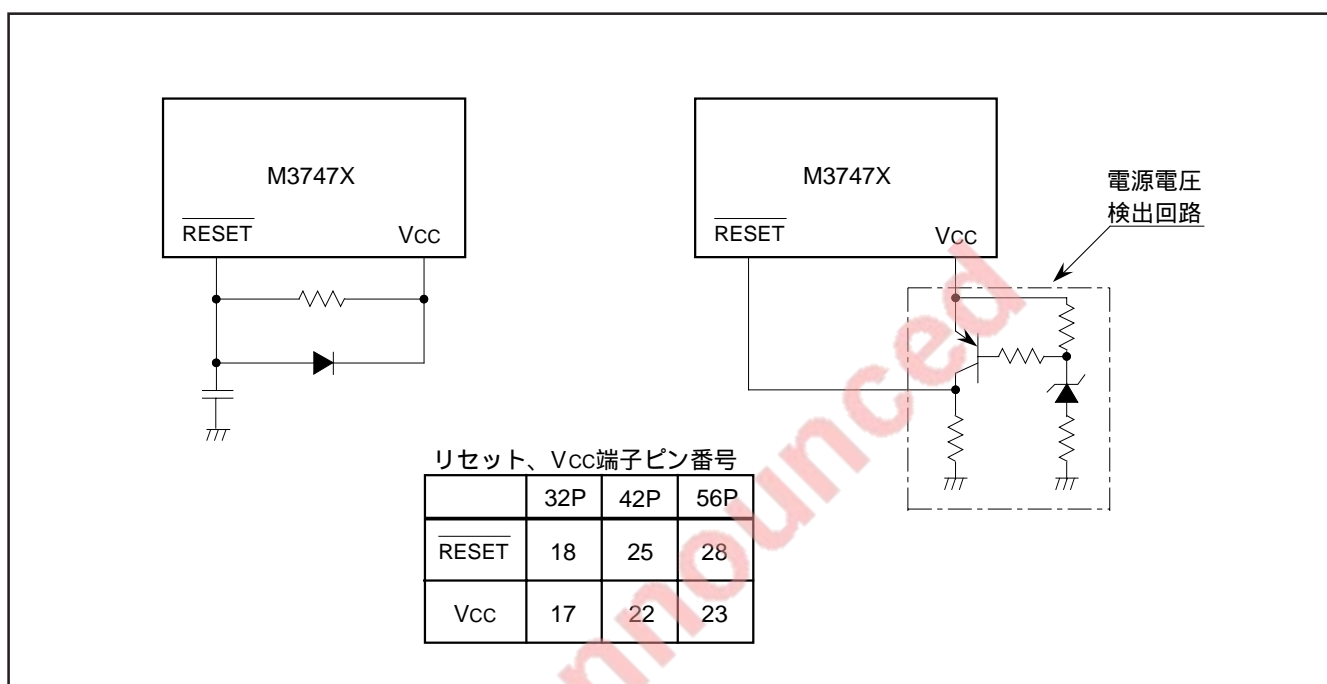 M3747X
RESET VCC
M3747X
RESET VCC
電源電圧
検出回路
リセット、VCC端子ピン番号
32P 42P 56P
RESET 18 25 28
VCC 17 22 23
nnounced